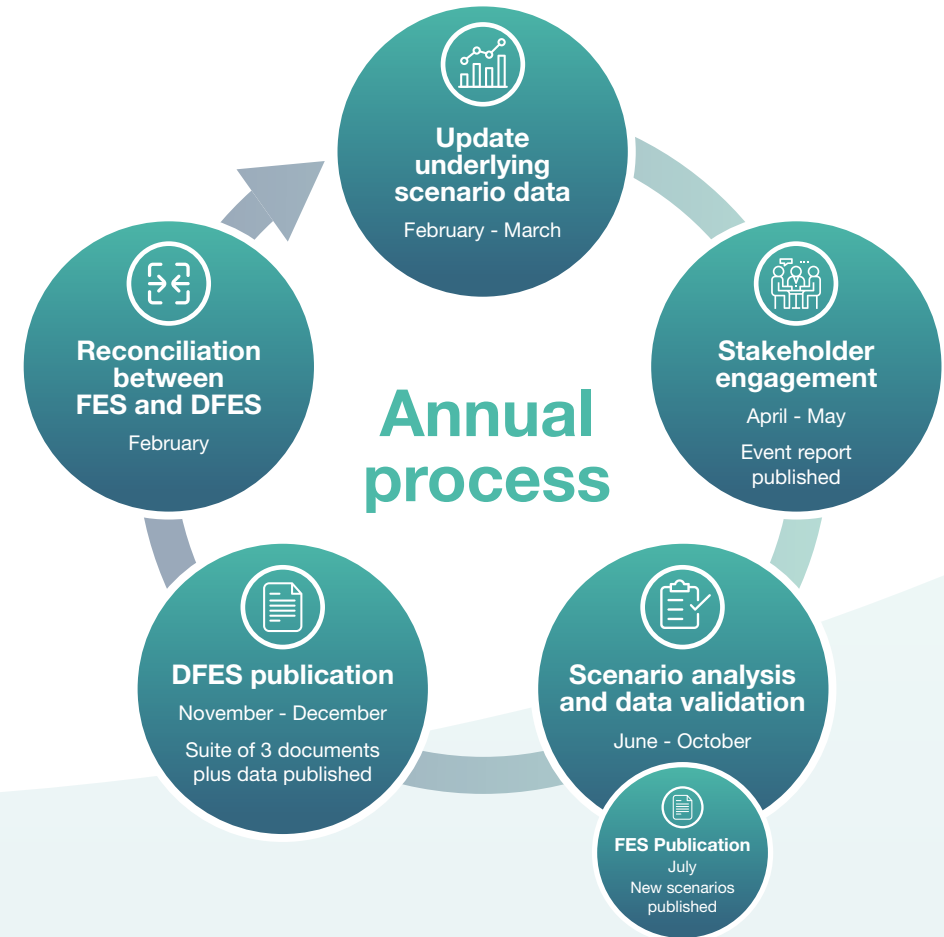 Update
underlying
scenario data
February - March
Stakeholder
engagement
April - May
Event report
published
Scenario analysis
and data validation
June - October
FES Publication
July
New scenarios
published
DFES publication
November - December
Suite of 3 documents
plus data published
Reconciliation
between
FES and DFES
February
Annual
process